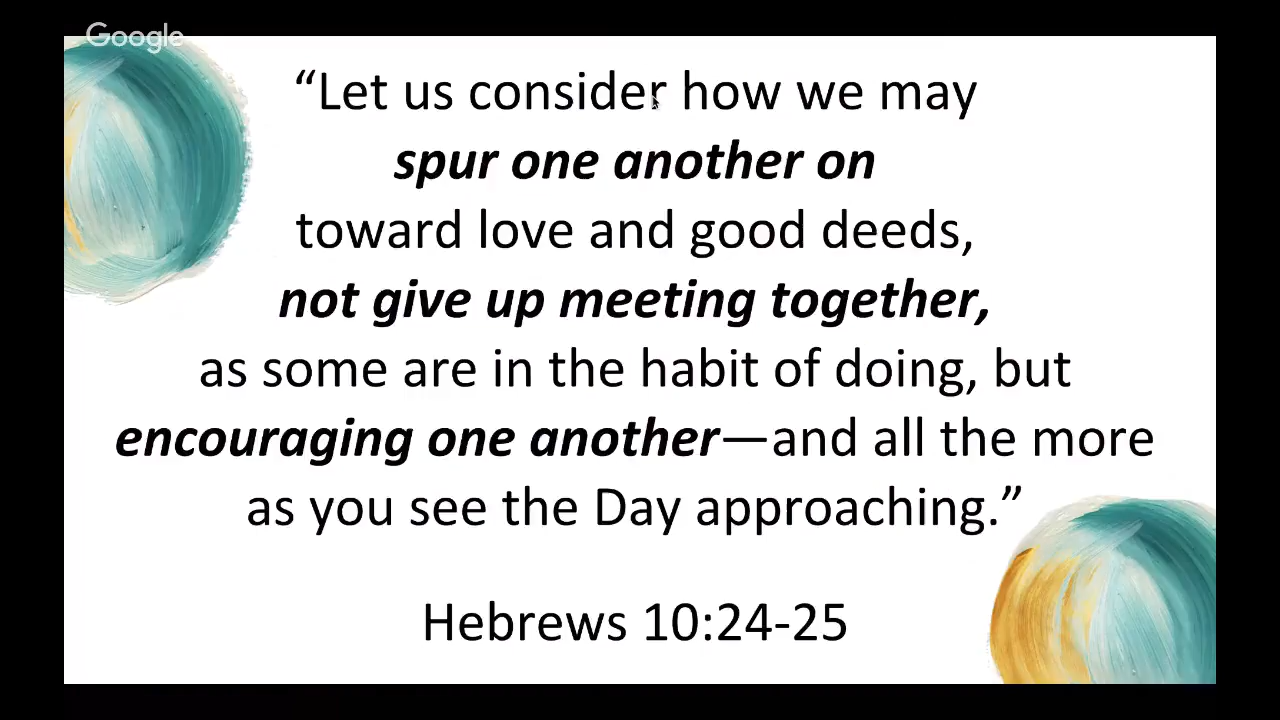 Google
“Let us consider how we may
spur one another on
toward love and good deeds,
not give up meeting together,
as some are in the habit of doing, but
encouraging one another—and all the more
as you see the Day approaching.”
Hebrews 10:24-25